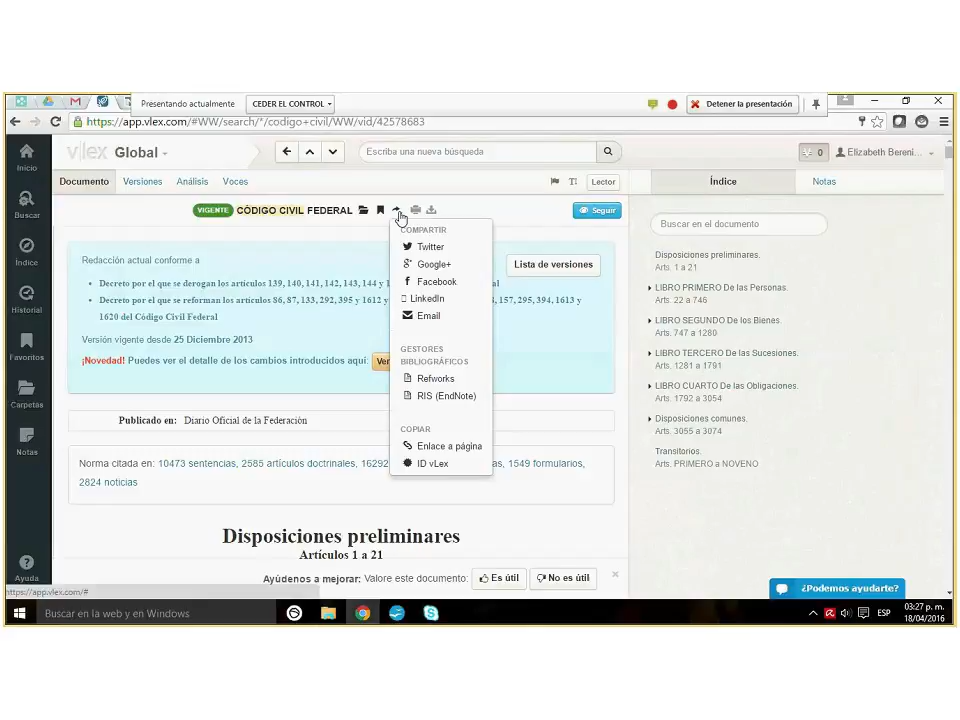 Presentando actualmente
CEDER EL CONTROL
Detener la presentación
https://app.vlex.com/#WW/search/*/codigo+civil/WW/vid/42578683
Inicio
Buscar
Índice
Historial
Favoritos
Carpetas
Notas
Ayuda
vlex Global
Escriba una nueva búsqueda
0
Elizabeth Bereni...
Documento Versiones Análisis Voces
Lector
Índice
Notas
VIGENTE CÓDIGO CIVIL FEDERAL
Seguir
COMPARTIR
Twitter
Google+
Facebook
LinkedIn
Email
GESTORES
BIBLIOGRÁFICOS
Refworks
RIS (EndNote)
COPIAR
Enlace a página
ID vLex
Redacción actual conforme a
Lista de versiones
Decreto por el que se derogan los artículos 139, 140, 141, 142, 143, 144 y
Decreto por el que se reforman los artículos 86, 87, 133, 292, 395 y 1612 y 157, 295, 394, 1613 y
1620 del Código Civil Federal
Versión vigente desde 25 Diciembre 2013
¡Novedad! Puedes ver el detalle de los cambios introducidos aquí: Ver
Publicado en: Diario Oficial de la Federación
Norma citada en: 10473 sentencias, 2585 artículos doctrinales, 16292 1549 formularios,
2824 noticias
Disposiciones preliminares
Artículos 1 a 21
Ayúdenos a mejorar: Valore este documento: Es útil No es útil
Buscar en el documento
Disposiciones preliminares.
Arts. 1 a 21
LIBRO PRIMERO De las Personas.
Arts. 22 a 746
LIBRO SEGUNDO De los Bienes.
Arts. 747 a 1280
LIBRO TERCERO De las Sucesiones.
Arts. 1281 a 1791
LIBRO CUARTO De las Obligaciones.
Arts. 1792 a 3054
Disposiciones comunes.
Arts. 3055 a 3074
Transitorios.
Arts. PRIMERO a NOVENO
¿Podemos ayudarte?
https://app.vlex.com/#
Buscar en la web y en Windows
ESP
03:27 p. m.
18/04/2016